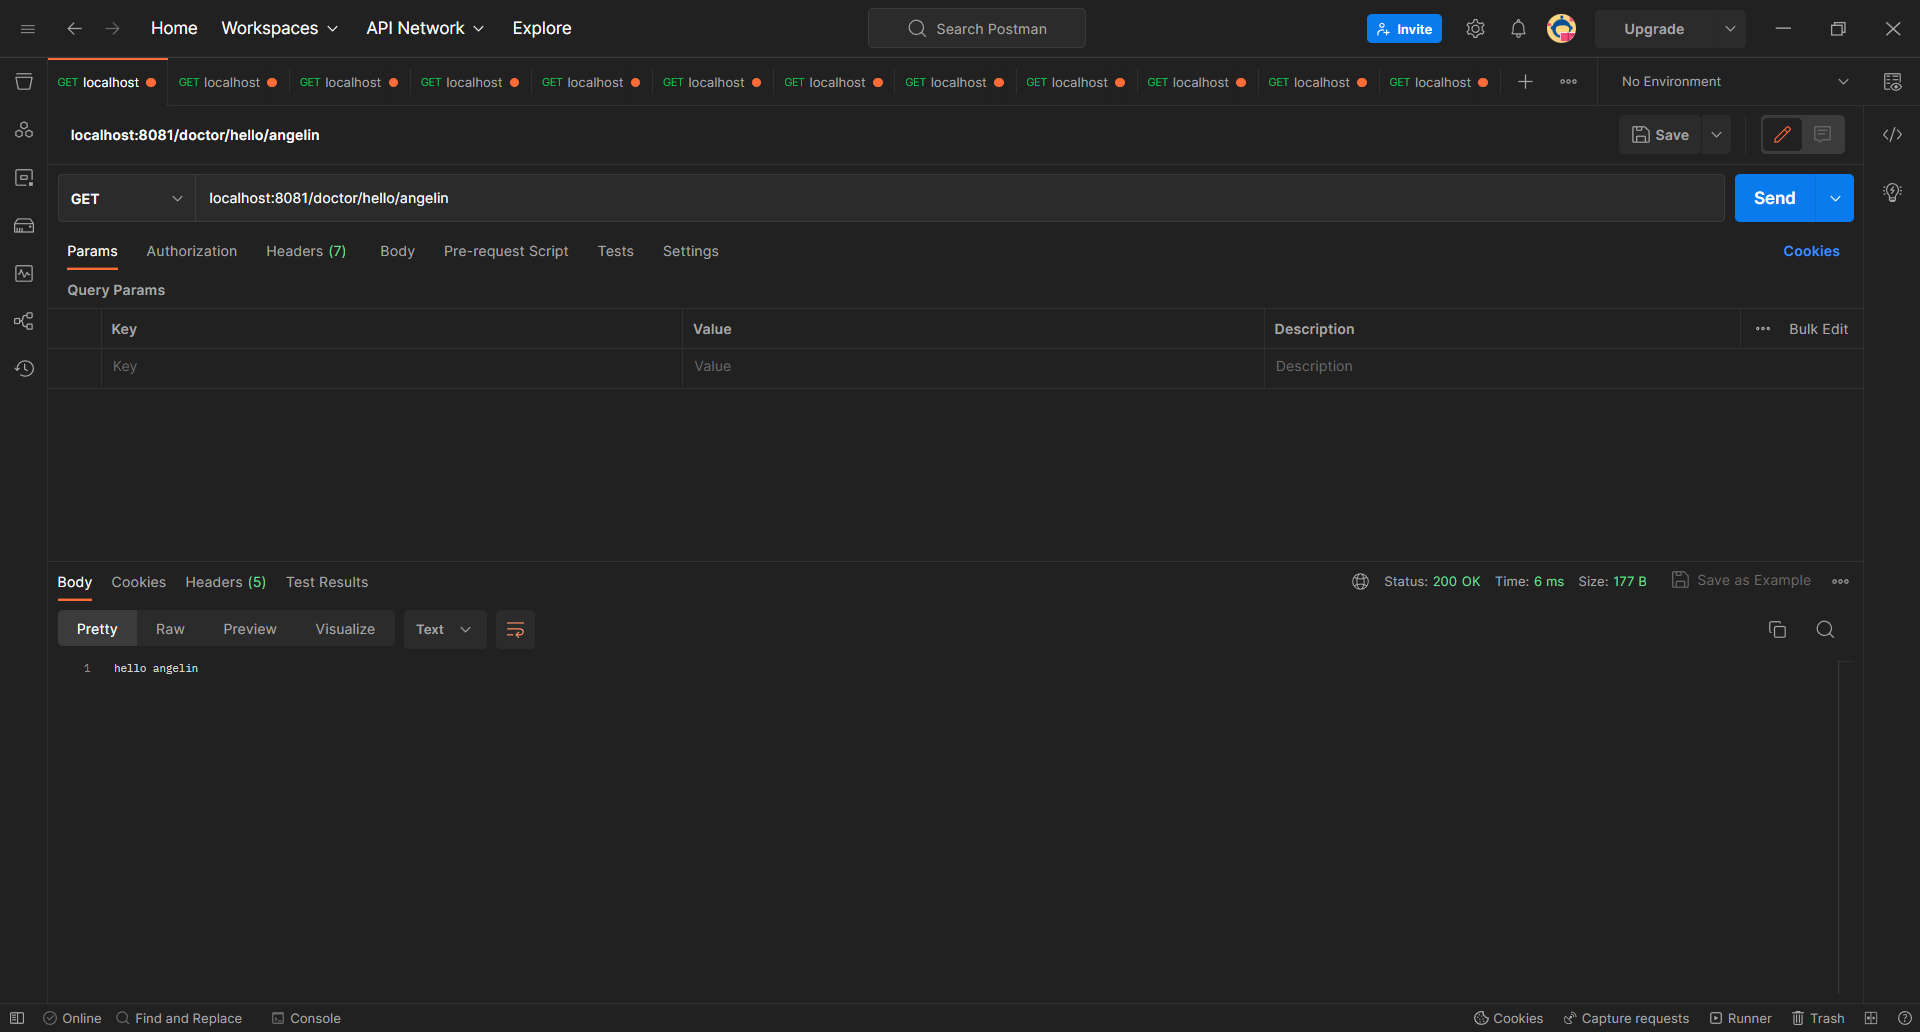 Home Workspaces API Network Explore Search Postman Invite Upgrade
GET localhost GET localhost GET localhost GET localhost GET localhost GET localhost GET localhost GET localhost GET localhost GET localhost GET localhost GET localhost No Environment
localhost:8081/doctor/hello/angelin Save
GET localhost:8081/doctor/hello/angelin Send
Params Authorization Headers (7) Body Pre-request Script Tests Settings Cookies
Query Params
Key Value Description Bulk Edit
Key Value Description
Body Cookies Headers (5) Test Results Status: 200 OK Time: 6 ms Size: 177 B Save as Example
Pretty Raw Preview Visualize Text
1 hello angelin
Online Find and Replace Console Cookies Capture requests Runner Trash